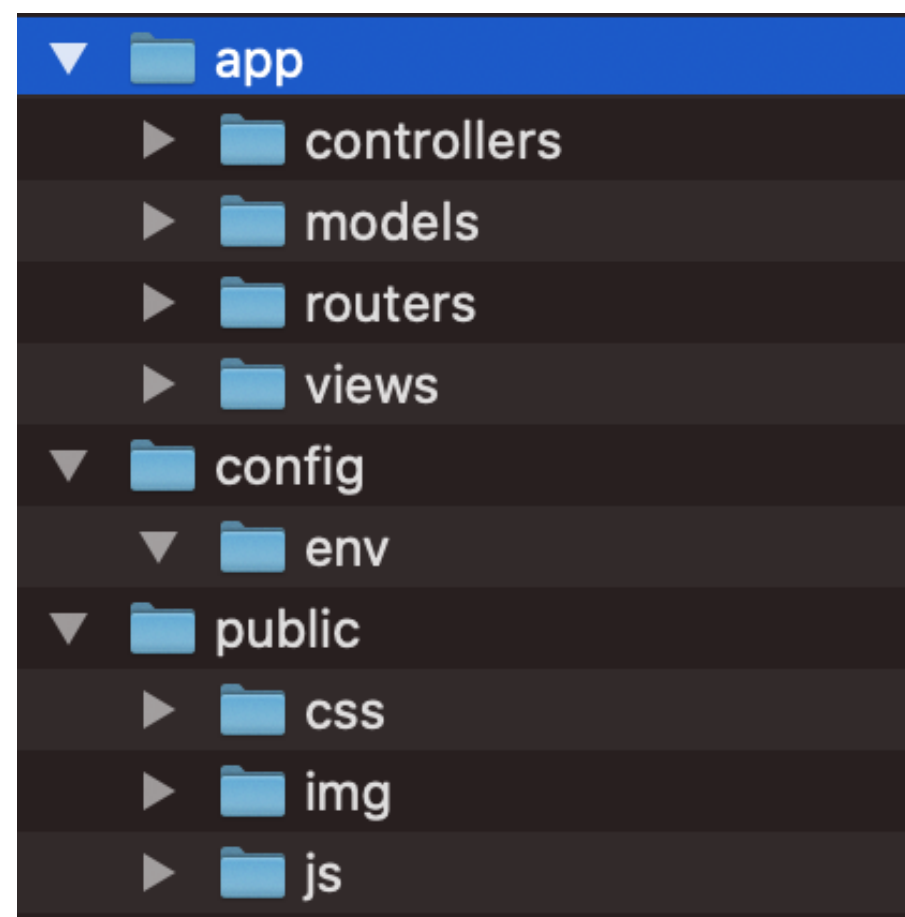 app
controllers
models
routers
views
config
env
public
css
img
js